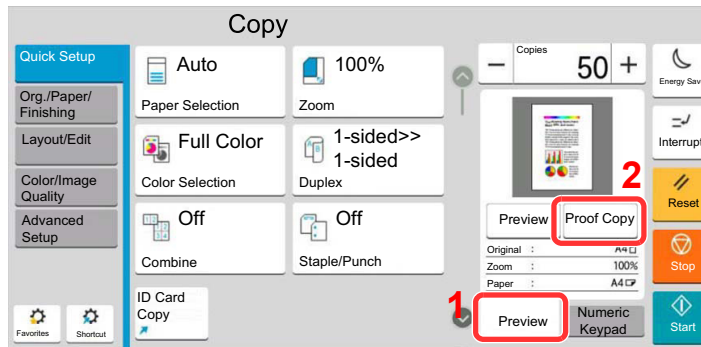 Copy
Quick Setup
Org./Paper/
Finishing
Layout/Edit
Color/Image
Quality
Advanced
Setup
Favorites
Shortcut
Auto
Paper Selection
100%
Zoom
Full Color
Color Selection
1-sided>>
1-sided
Duplex
Off
Combine
Off
Staple/Punch
ID Card
Copy
Copies
− 50 +
2
Preview
Proof Copy
Original : A4
Zoom : 100%
Paper : A4
1
Preview
Numeric
Keypad
Energy Sav
Interrupt
Reset
Stop
Start